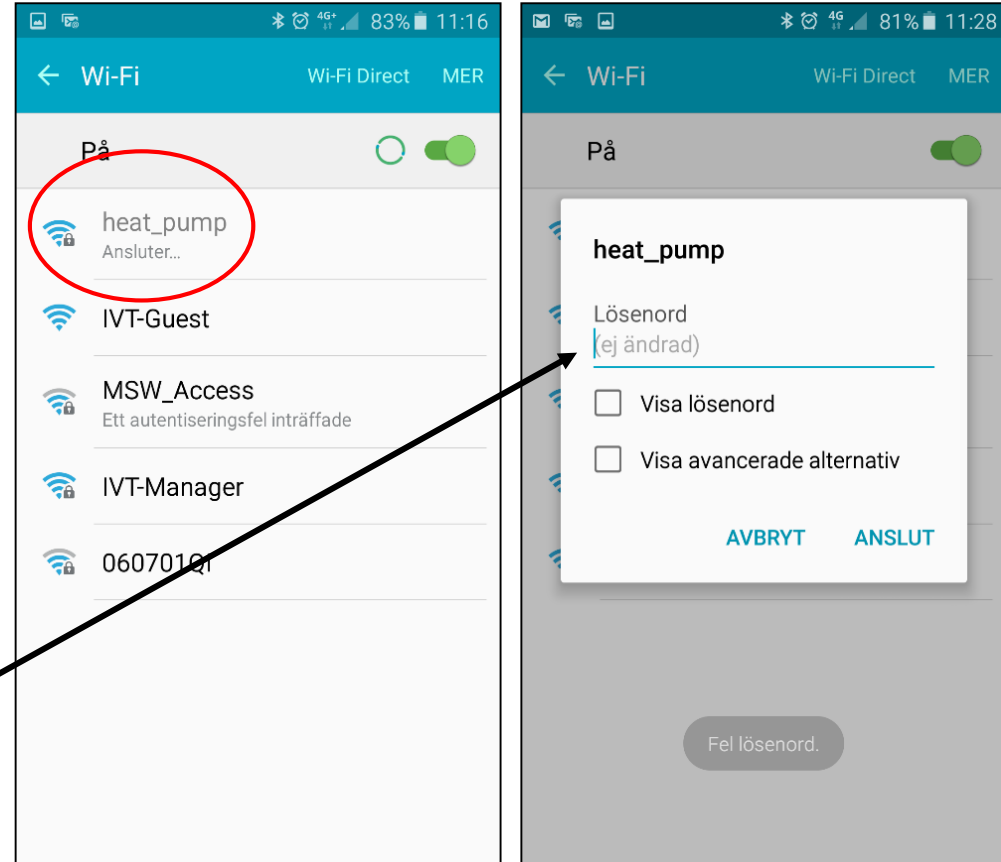 4G+ 83% 11:16
Wi-Fi Wi-Fi Direct MER
På
heat_pump
Ansluter...
IVT-Guest
MSW_Access
Ett autentiseringsfel inträffade
IVT-Manager
4G 81% 11:28
Wi-Fi Wi-Fi Direct MER
På
heat_pump
Lösenord
(ej ändrad)
Visa lösenord
Visa avancerade alternativ
AVBRYT ANSLUT
Fel lösenord.